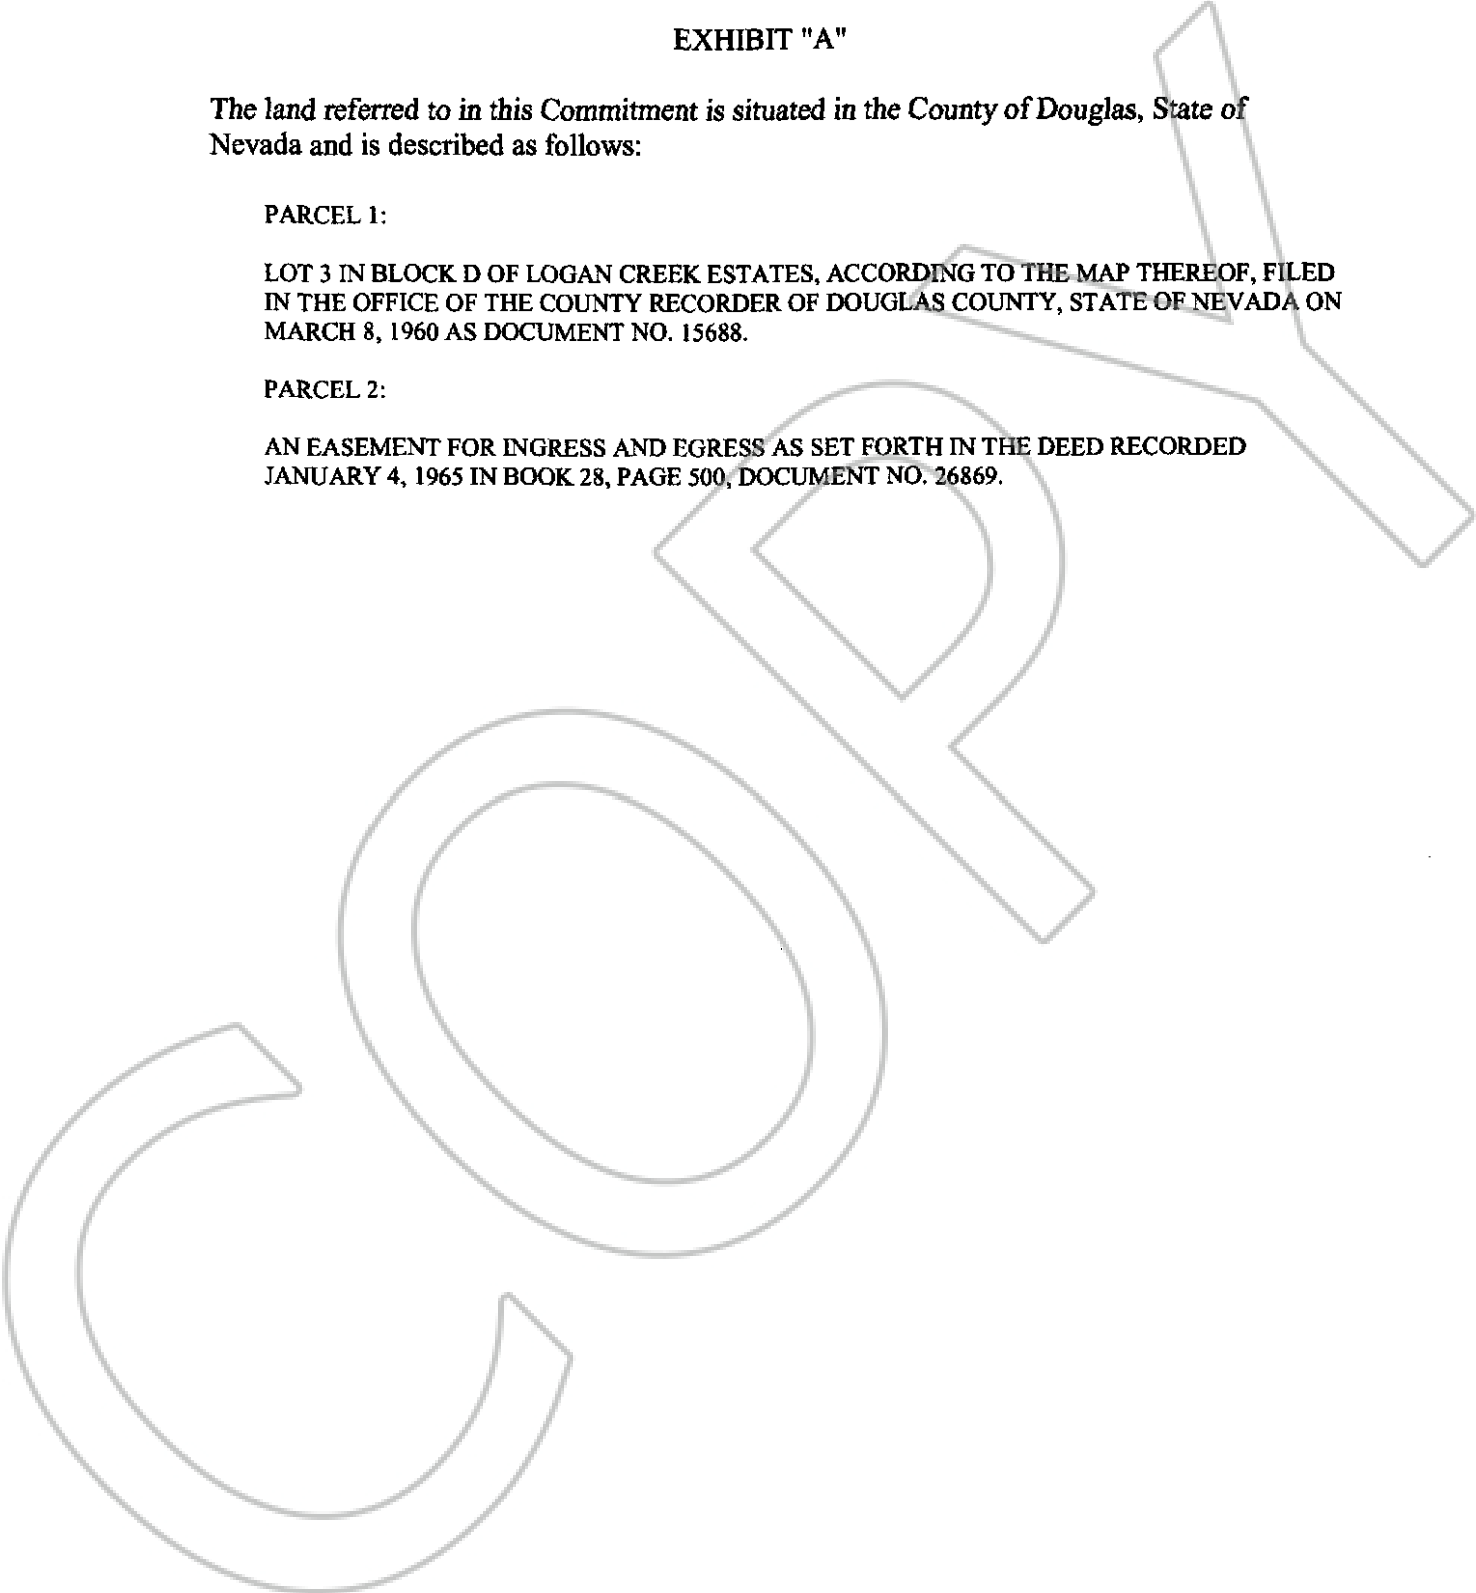 EXHIBIT "A"
The land referred to in this Commitment is situated in the County of Douglas, State of
Nevada and is described as follows:
PARCEL 1:
LOT 3 IN BLOCK D OF LOGAN CREEK ESTATES, ACCORDING TO THE MAP THEREOF, FILED
IN THE OFFICE OF THE COUNTY RECORDER OF DOUGLAS COUNTY, STATE OF NEVADA ON
MARCH 8, 1960 AS DOCUMENT NO. 15688.
PARCEL 2:
AN EASEMENT FOR INGRESS AND EGRESS AS SET FORTH IN THE DEED RECORDED
JANUARY 4, 1965 IN BOOK 28, PAGE 500, DOCUMENT NO. 26869.
COPY